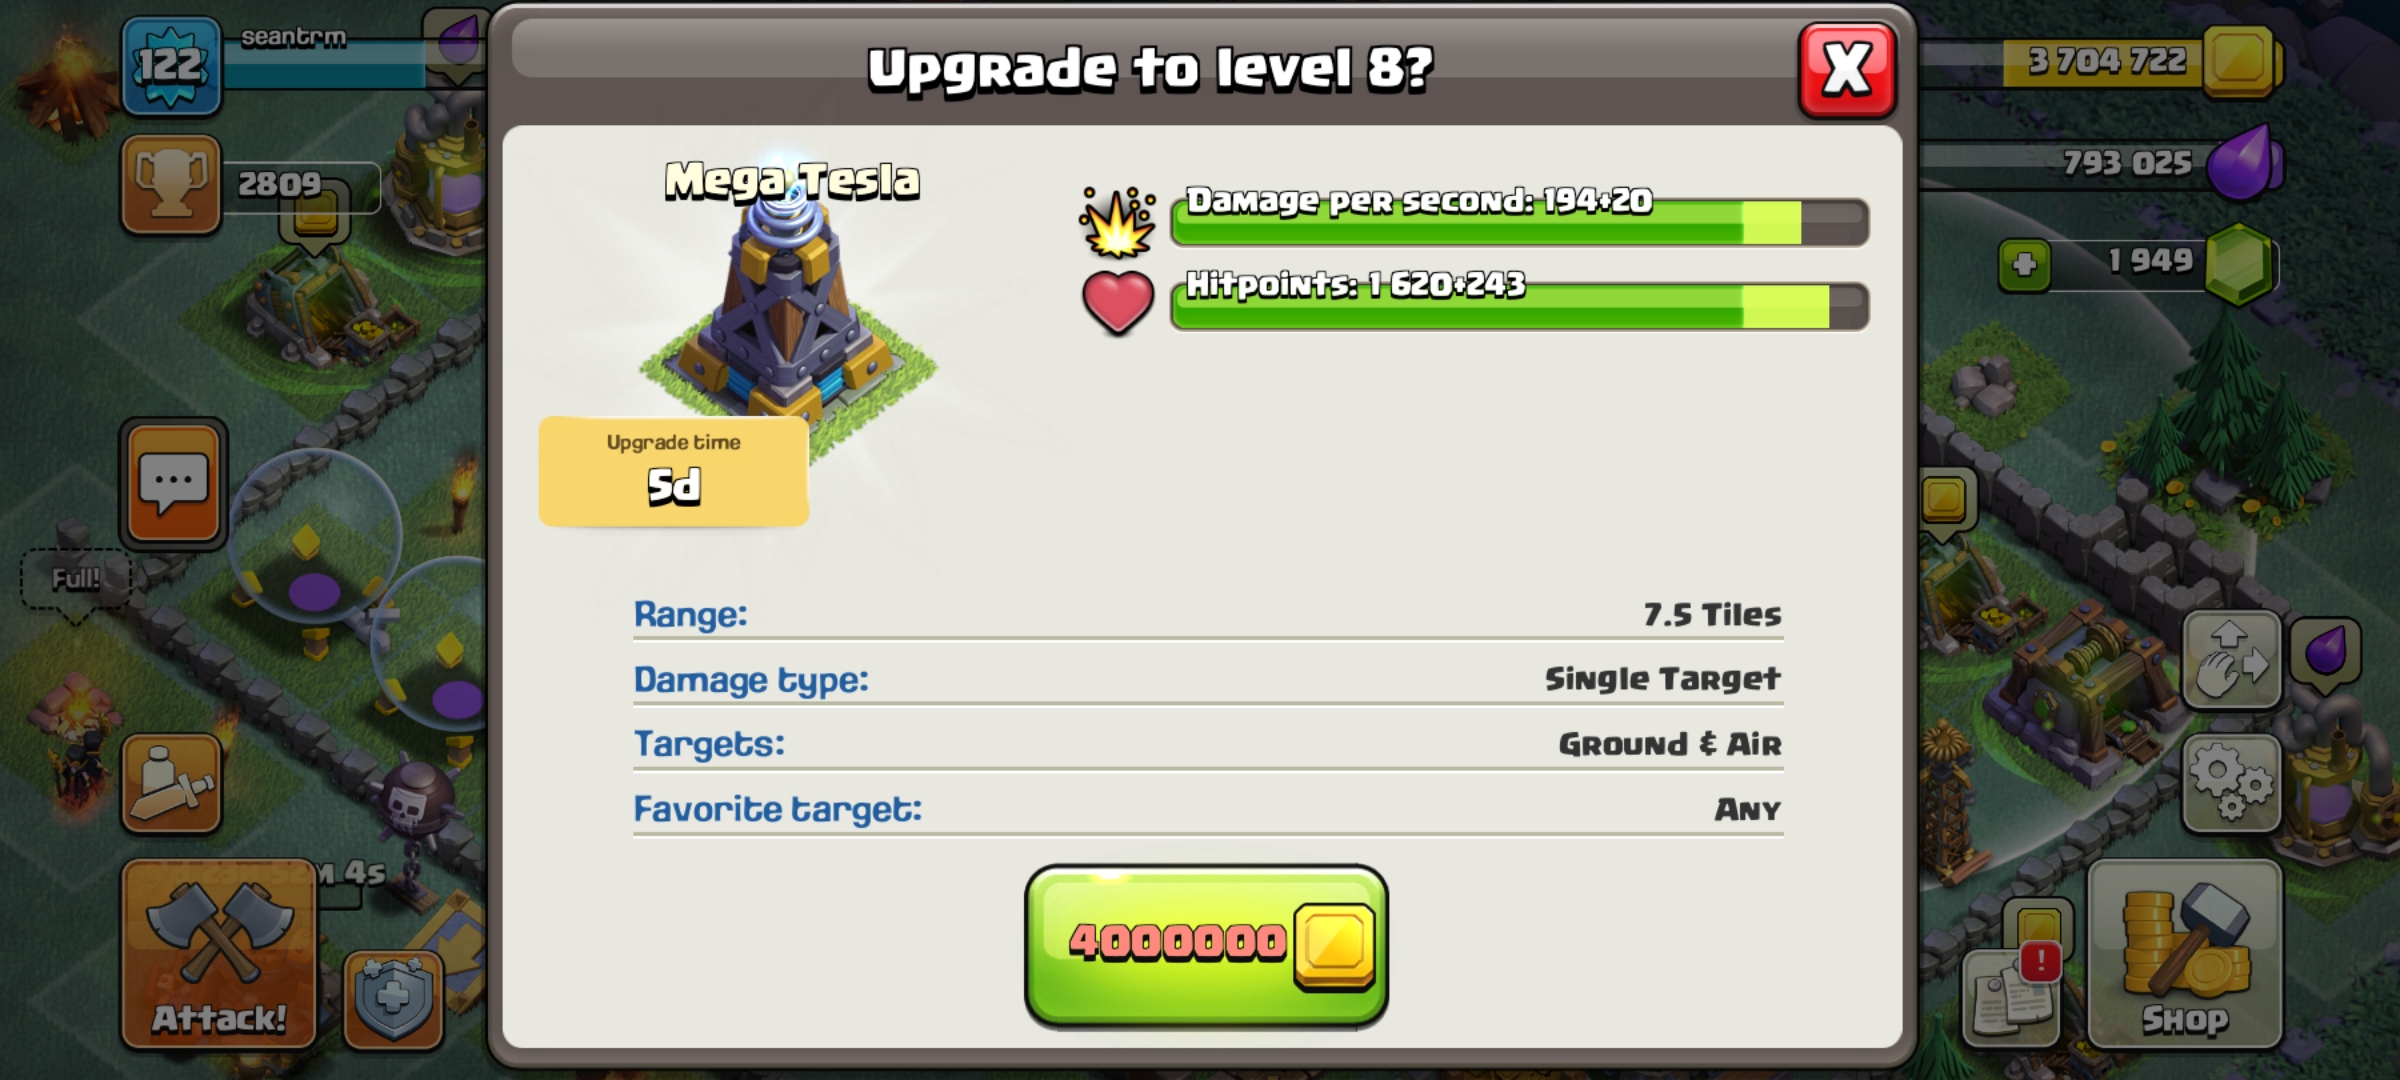 Upgrade to level 8?
X
122
seantrm
2809
3 704 722
793 025
1 949
Mega Tesla
Damage per second: 194+20
Hitpoints: 1 620+243
Upgrade time
5d
Full!
Range: 7.5 Tiles
Damage type: Single Target
Targets: Ground & Air
Favorite target: Any
4000000
4s
Attack!
!
Shop